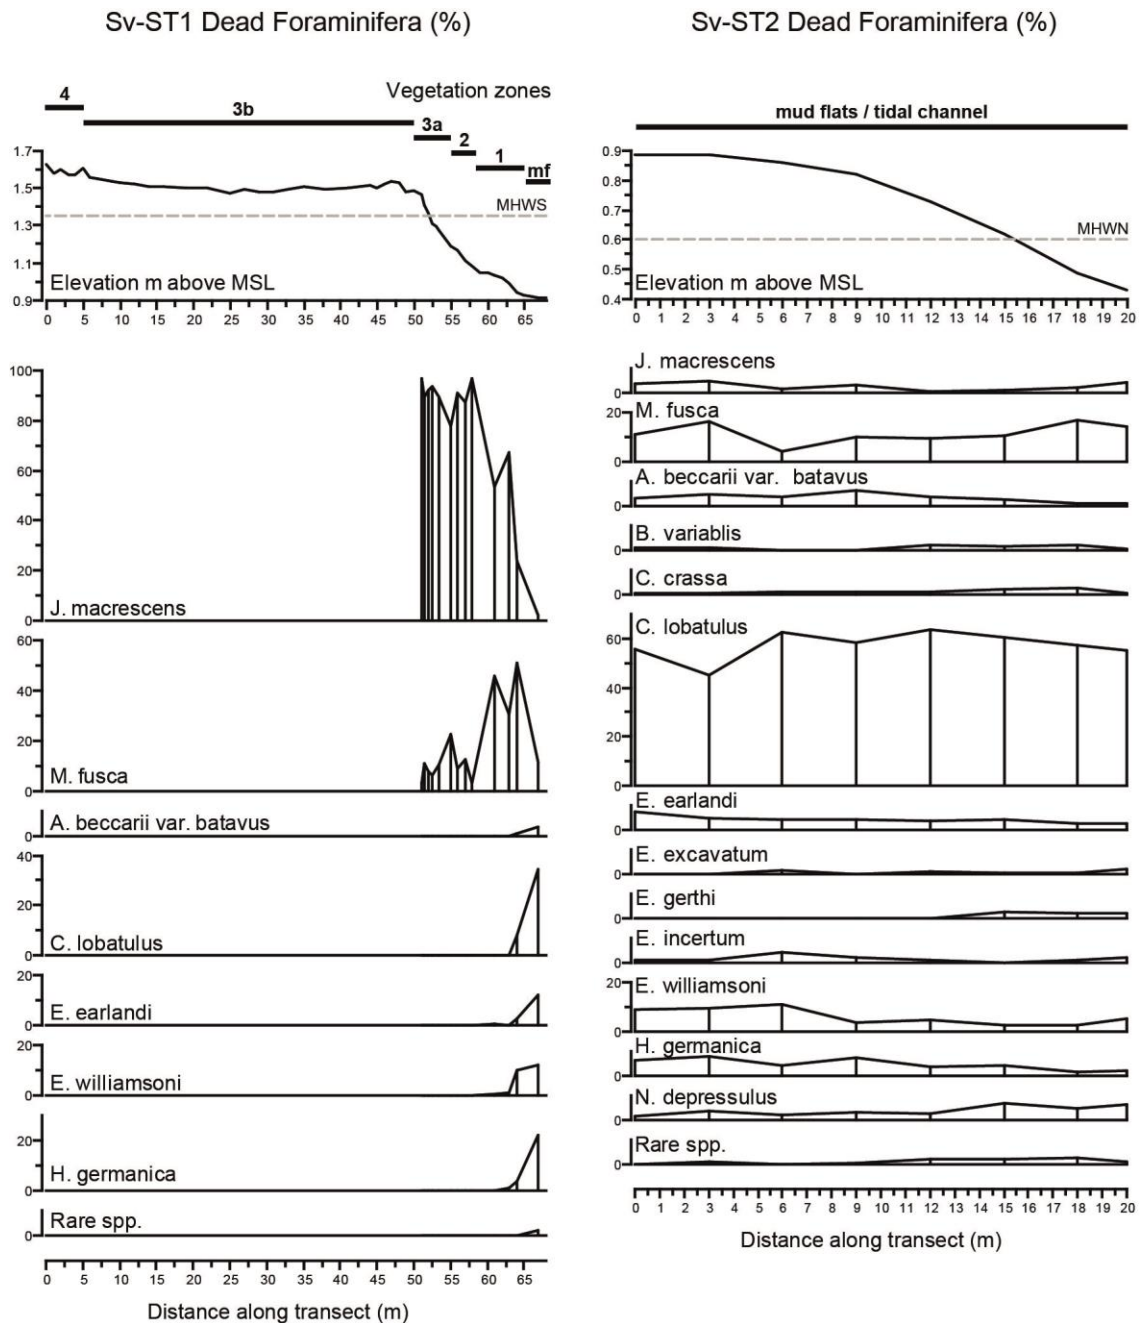 Sv-ST1 Dead Foraminifera (%)
Vegetation zones
4
3b
3a
2
1
mf
1.7
1.5
1.3
1.1
0.9
MHWS
Elevation m above MSL
0 5 10 15 20 25 30 35 40 45 50 55 60 65
100
80
60
40
20
0
J. macrescens
60
40
20
0
M. fusca
A. beccarii var. batavus
0
40
20
0
C. lobatulus
20
0
E. earlandi
20
0
E. williamsoni
20
0
H. germanica
Rare spp.
0
0 5 10 15 20 25 30 35 40 45 50 55 60 65
Distance along transect (m)
Sv-ST2 Dead Foraminifera (%)
mud flats / tidal channel
0.9
0.8
0.7
0.6
0.5
0.4
MHWN
Elevation m above MSL
0 1 2 3 4 5 6 7 8 9 10 11 12 13 14 15 16 17 18 19 20
J. macrescens
0
M. fusca
20
0
A. beccarii var. batavus
0
B. variablis
0
C. crassa
0
C. lobatulus
60
40
20
0
E. earlandi
0
E. excavatum
0
E. gerthi
0
E. incertum
0
E. williamsoni
20
0
H. germanica
0
N. depressulus
0
Rare spp.
0
0 1 2 3 4 5 6 7 8 9 10 11 12 13 14 15 16 17 18 19 20
Distance along transect (m)